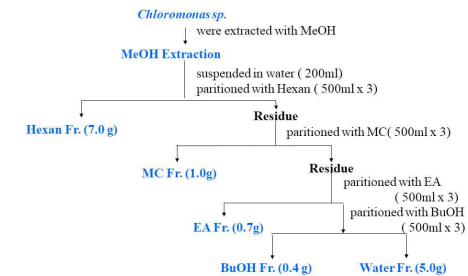 Chloromonas sp.
were extracted with MeOH
MeOH Extraction
suspended in water ( 200ml)
paritioned with Hexan ( 500ml x 3)
Hexan Fr. (7.0 g)
Residue
paritioned with MC( 500ml x 3)
MC Fr. (1.0g)
Residue
paritioned with EA
( 500ml x 3)
paritioned with BuOH
( 500ml x 3)
EA Fr. (0.7g)
BuOH Fr. (0.4 g)
Water Fr. (5.0g)